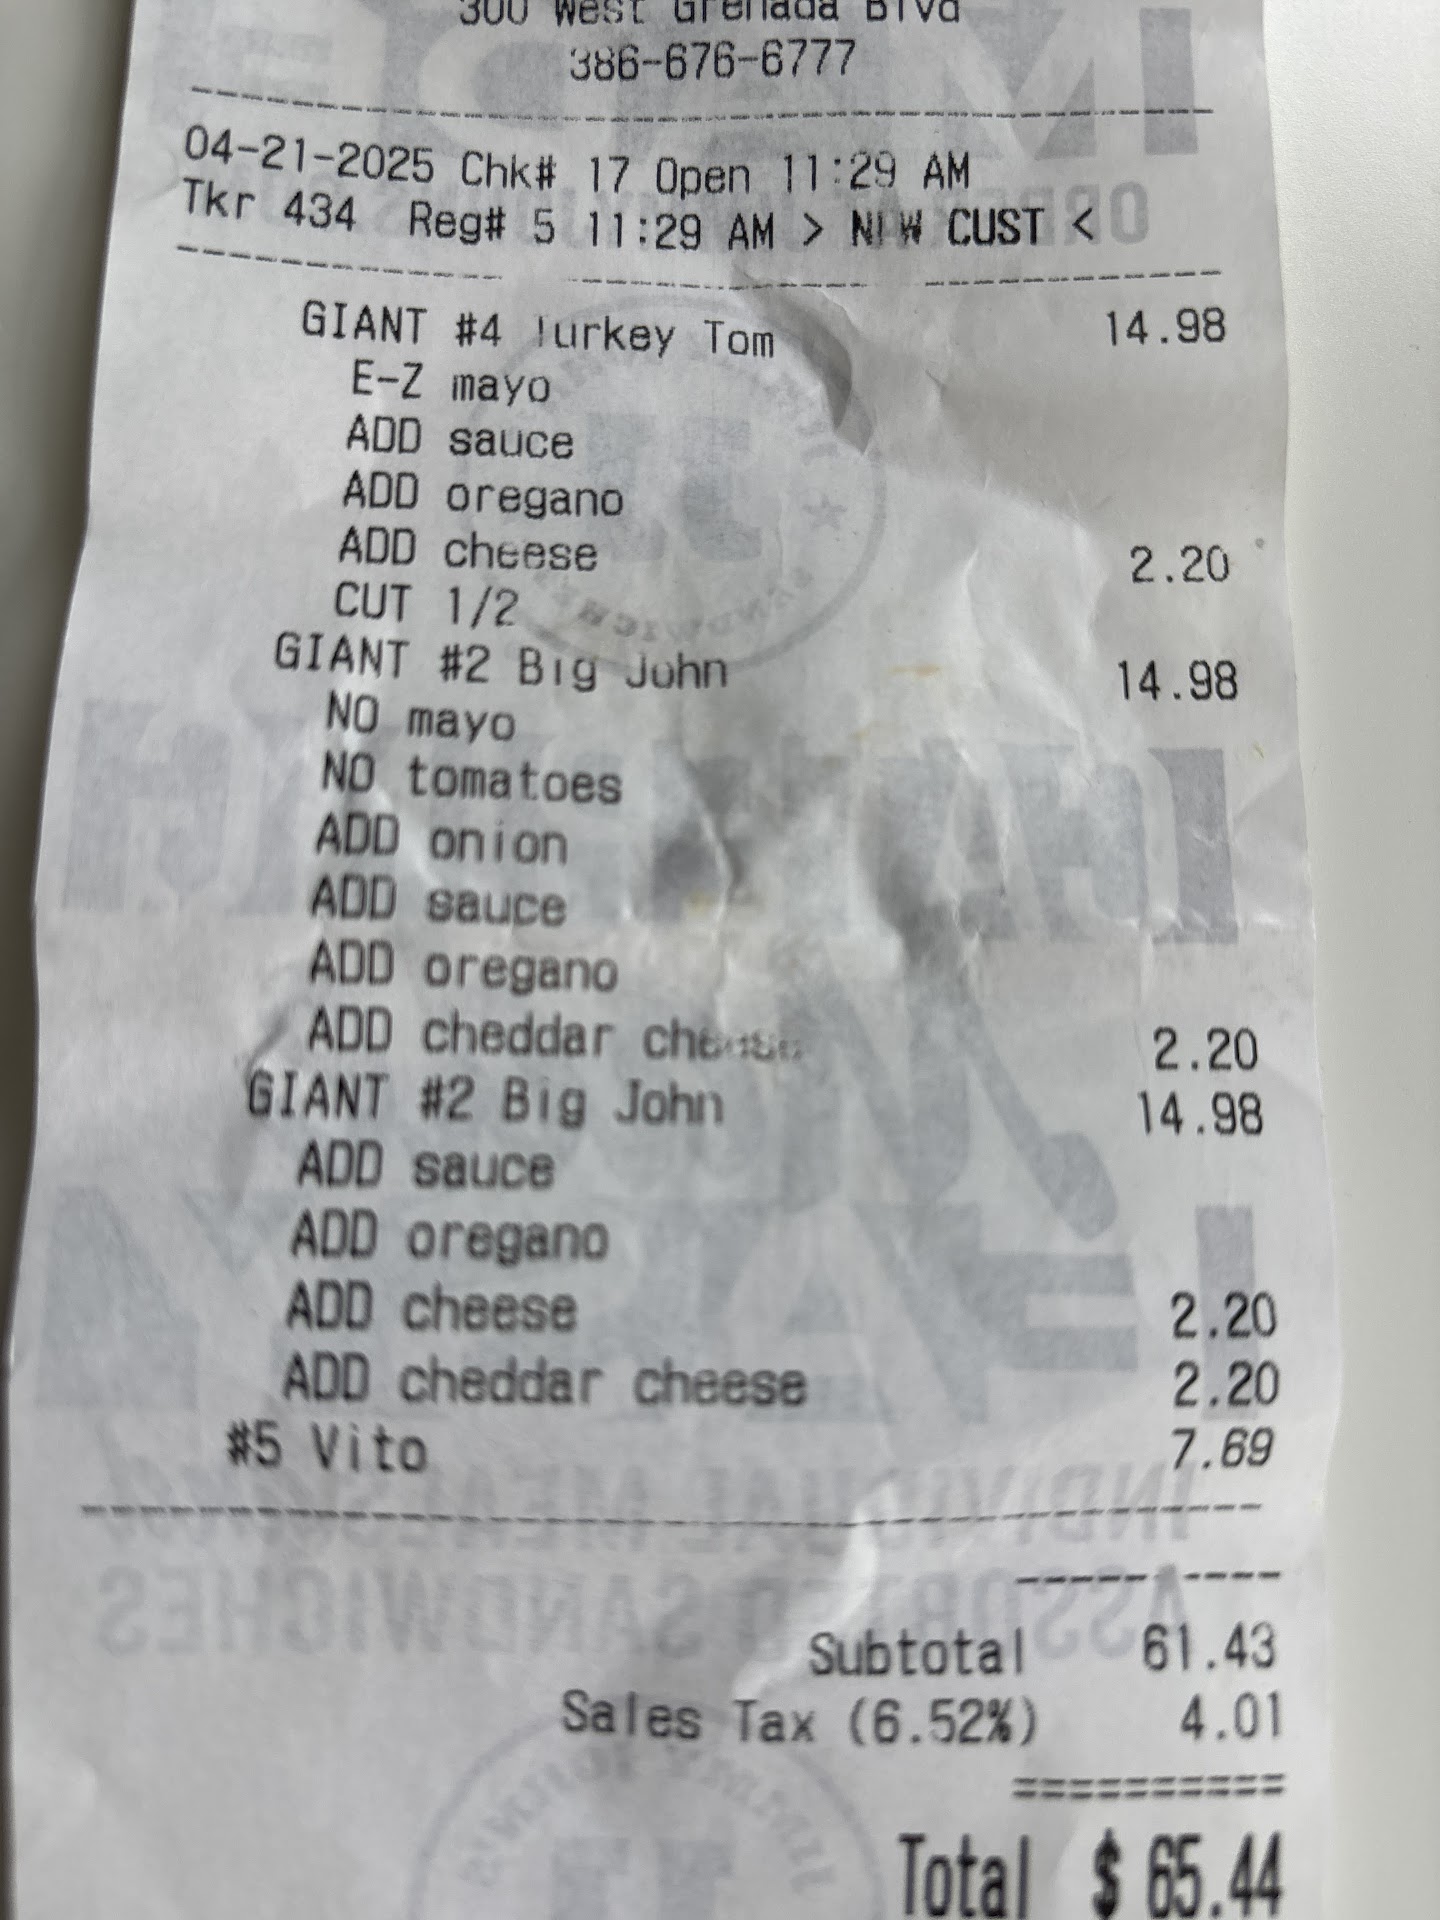 300 West Grenada Blvd
386-676-6777
04-21-2025 Chk# 17 Open 11:29 AM
Tkr 434 Reg# 5 11:29 AM > NEW CUST <
GIANT #4 Turkey Tom 14.98
E-Z mayo
ADD sauce
ADD oregano
ADD cheese 2.20
CUT 1/2
GIANT #2 Big John 14.98
NO mayo
NO tomatoes
ADD onion
ADD sauce
ADD oregano
ADD cheddar cheese 2.20
GIANT #2 Big John 14.98
ADD sauce
ADD oregano
ADD cheese 2.20
ADD cheddar cheese 2.20
#5 Vito 7.69
Subtotal 61.43
Sales Tax (6.52%) 4.01
==========
Total $ 65.44